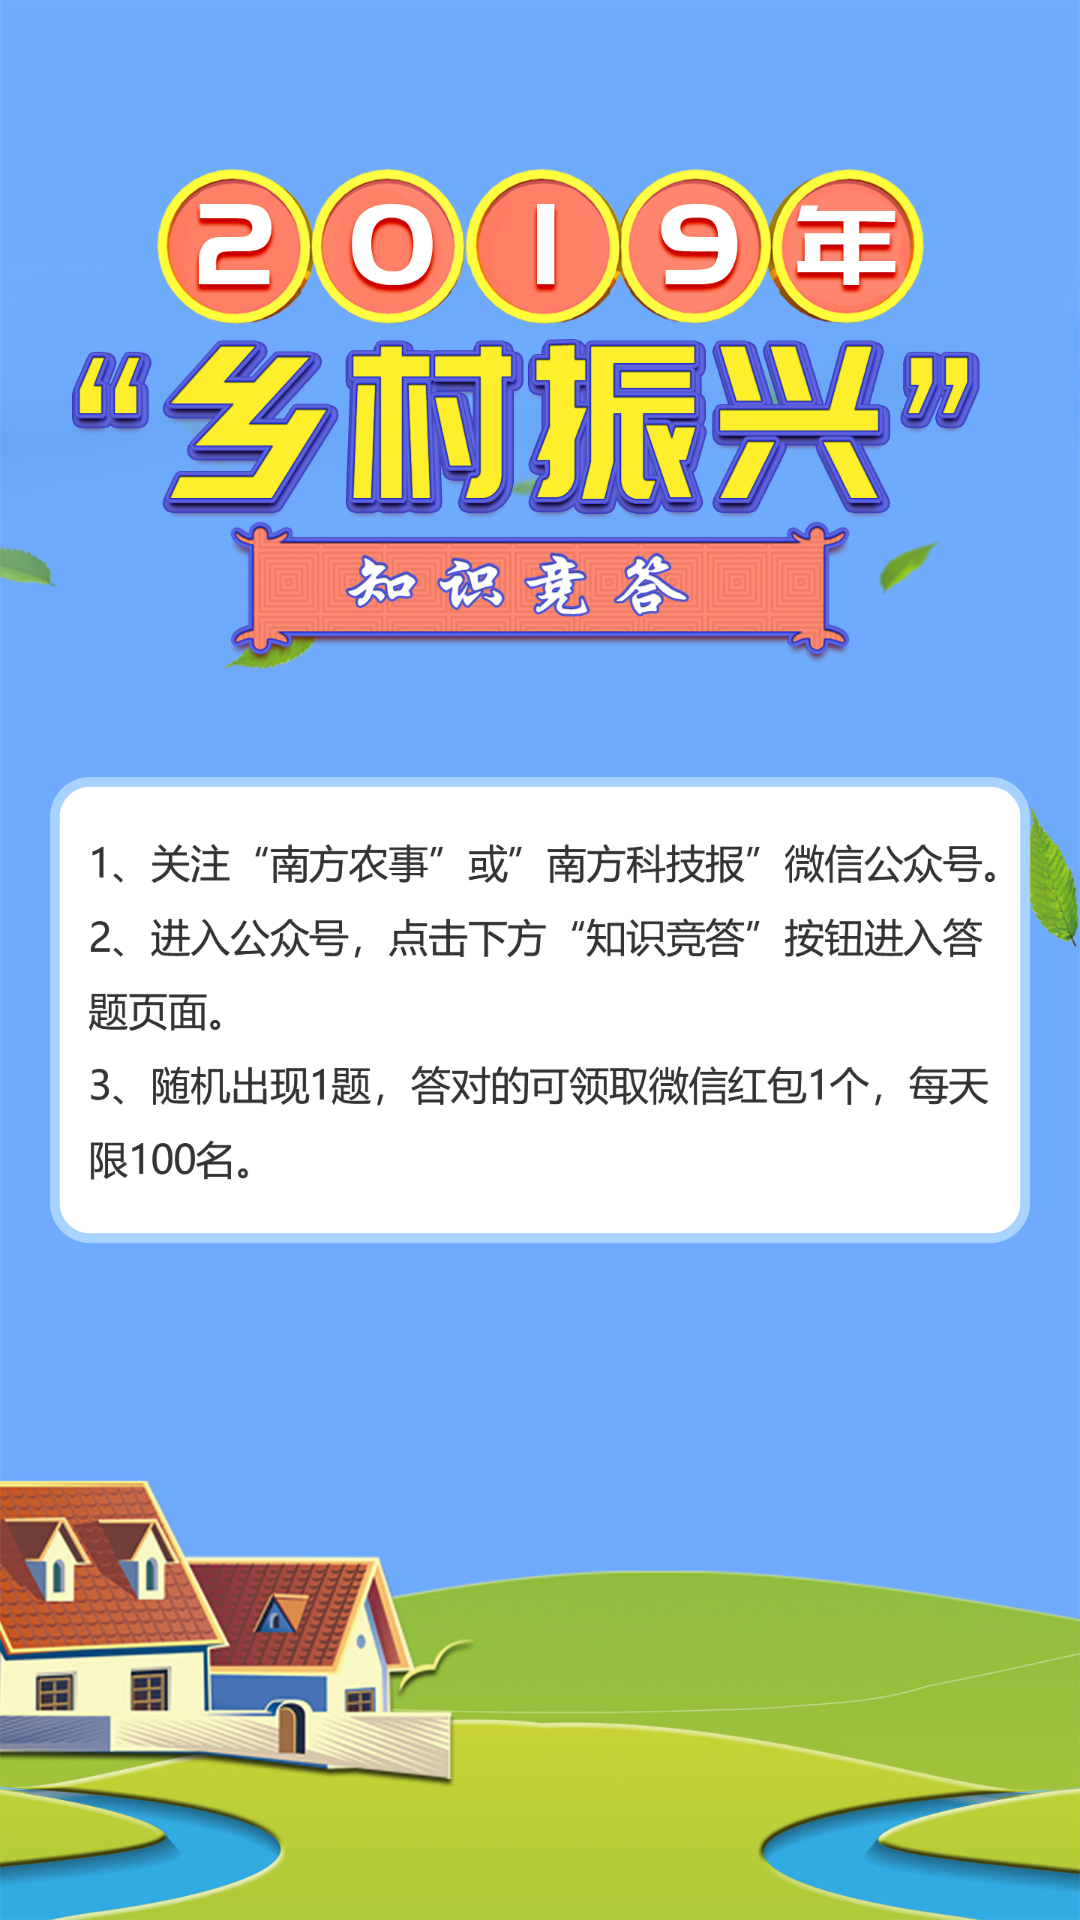 2019年
“乡村振兴”
知识竞答
1、关注“南方农事”或”南方科技报”微信公众号。
2、进入公众号，点击下方“知识竞答”按钮进入答
题页面。
3、随机出现1题，答对的可领取微信红包1个，每天
限100名。